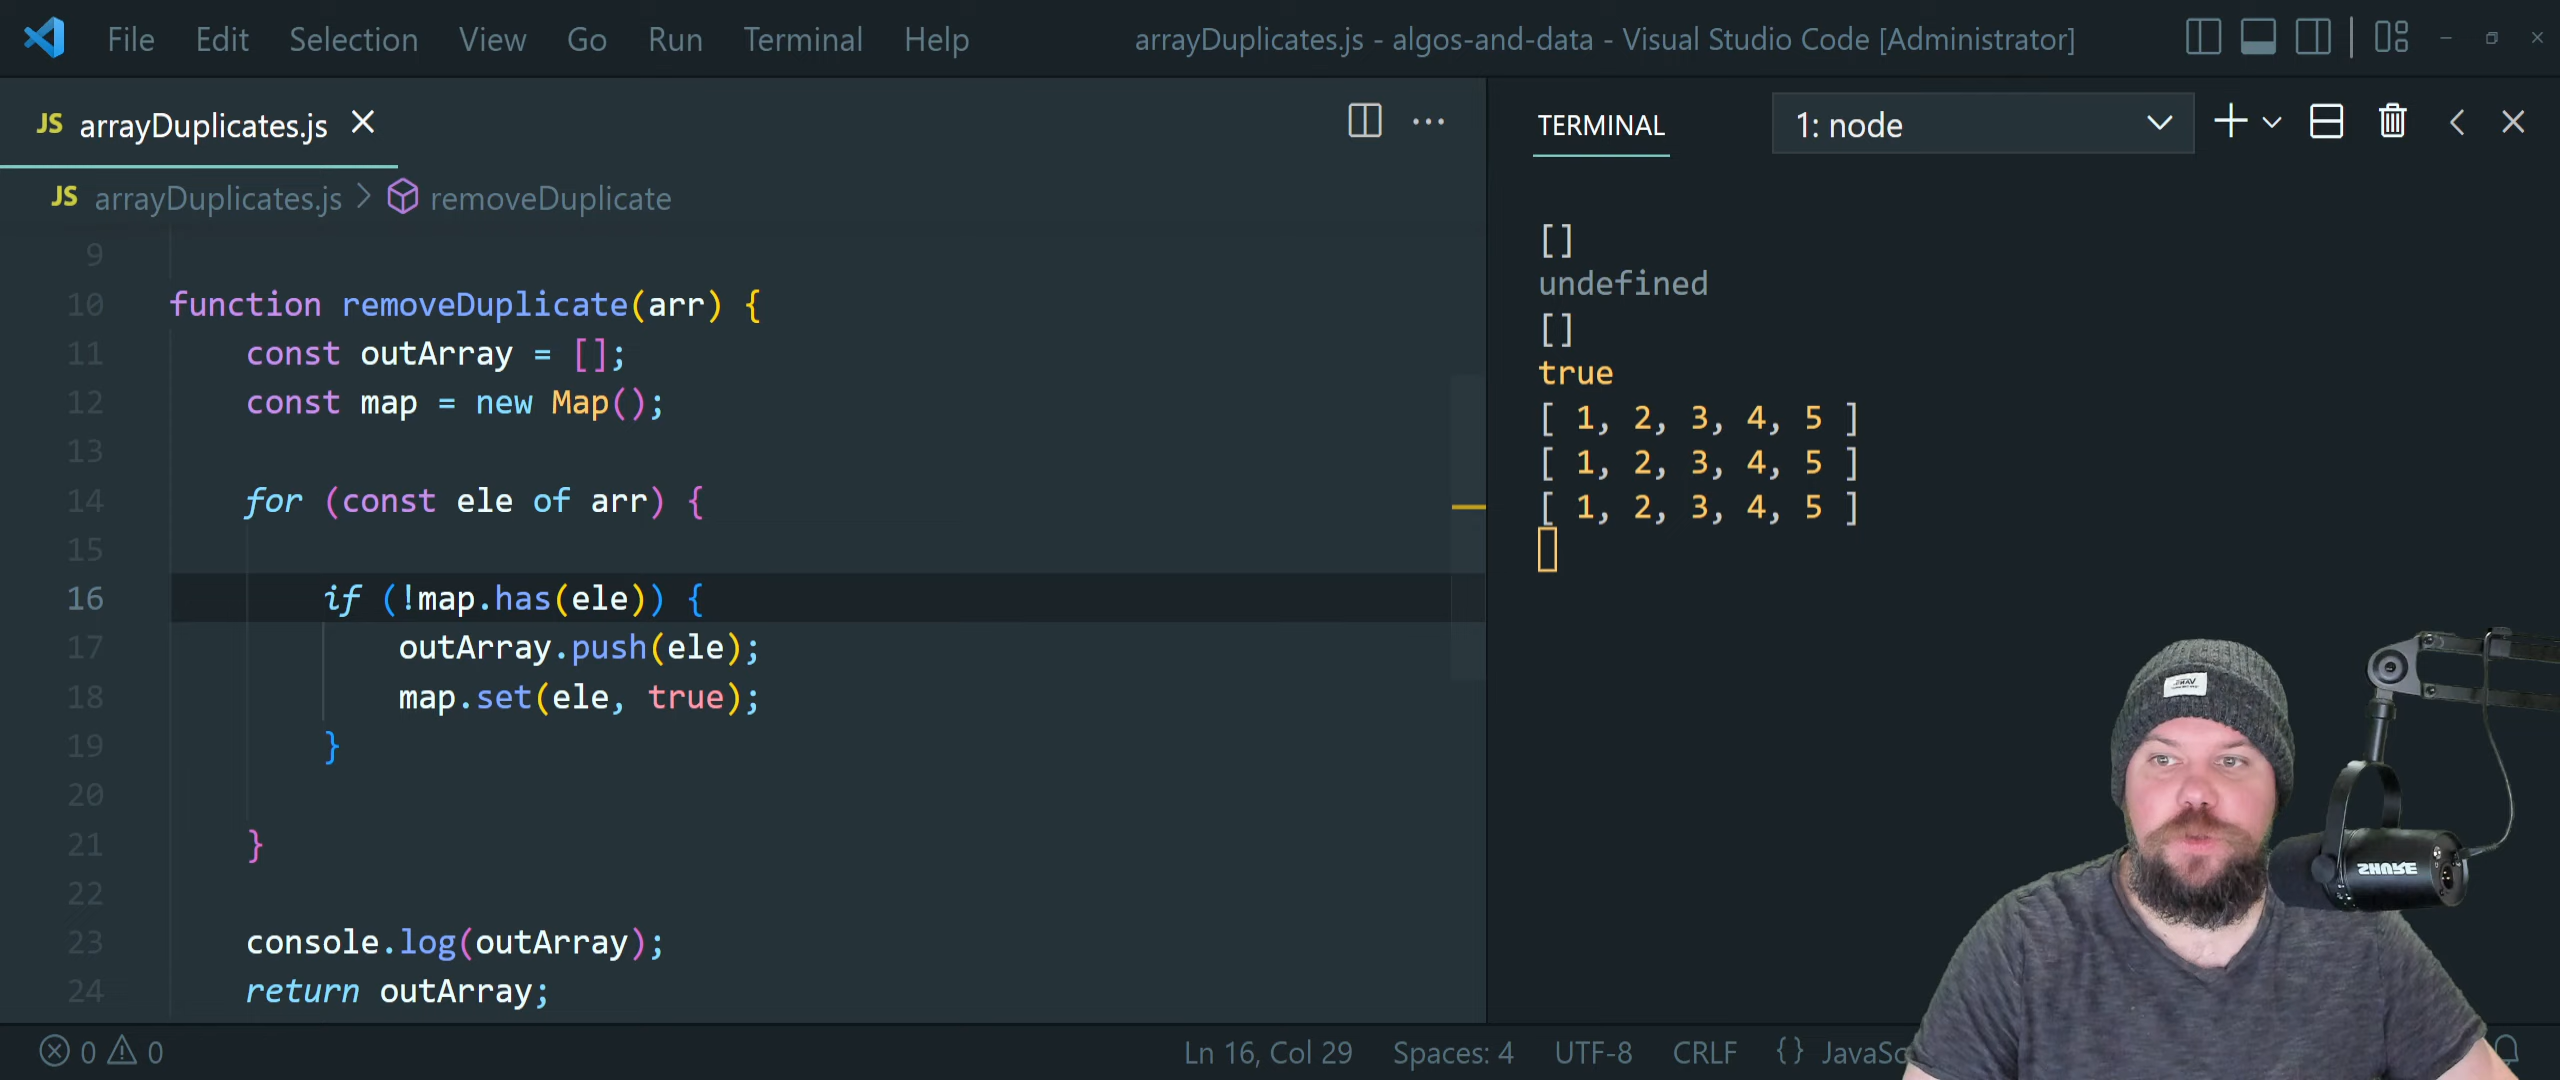 File Edit Selection View Go Run Terminal Help
arrayDuplicates.js - algos-and-data - Visual Studio Code [Administrator]
JS arrayDuplicates.js
JS arrayDuplicates.js > removeDuplicate
9
10 function removeDuplicate(arr) {
11 const outArray = [];
12 const map = new Map();
13
14 for (const ele of arr) {
15
16 if (!map.has(ele)) {
17 outArray.push(ele);
18 map.set(ele, true);
19 }
20
21 }
22
23 console.log(outArray);
24 return outArray;
TERMINAL
1: node
[]
undefined
[]
true
[ 1, 2, 3, 4, 5 ]
[ 1, 2, 3, 4, 5 ]
[ 1, 2, 3, 4, 5 ]
SHURE
0 0
Ln 16, Col 29 Spaces: 4 UTF-8 CRLF {}